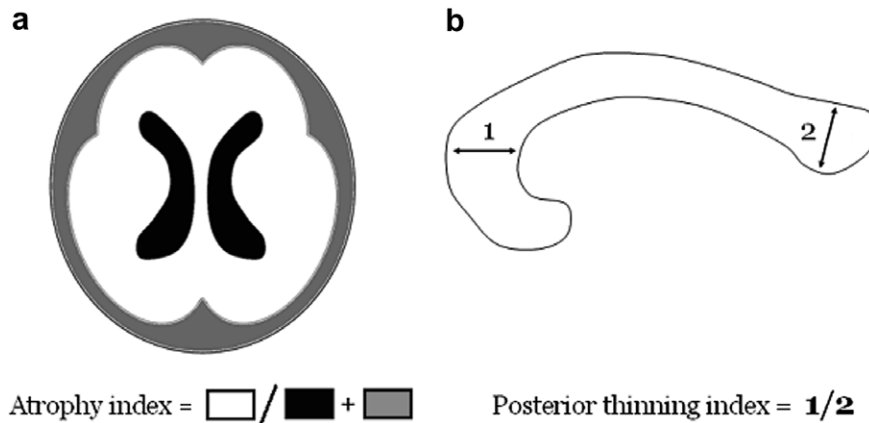 a
b
1
2
Atrophy index = / +
Posterior thinning index = 1/2